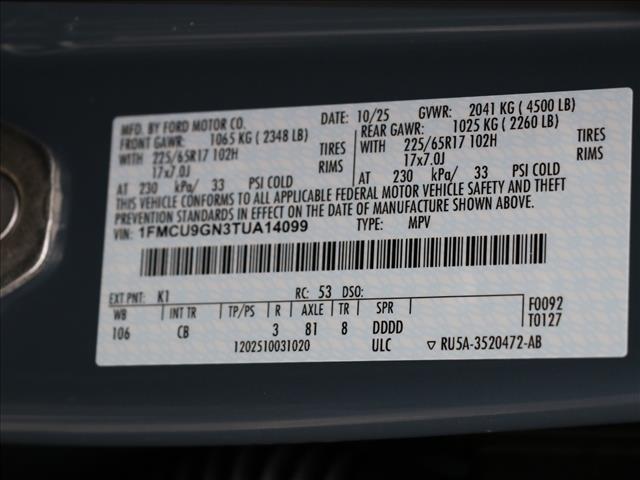 MFD. BY FORD MOTOR CO. DATE: 10/25 GVWR: 2041 KG ( 4500 LB)
FRONT GAWR: 1065 KG ( 2348 LB) REAR GAWR: 1025 KG ( 2260 LB)
WITH 225/65R17 102H TIRES WITH 225/65R17 102H TIRES
17x7.0J RIMS 17x7.0J RIMS
AT 230 kPa/ 33 PSI COLD AT 230 kPa/ 33 PSI COLD
THIS VEHICLE CONFORMS TO ALL APPLICABLE FEDERAL MOTOR VEHICLE SAFETY AND THEFT
PREVENTION STANDARDS IN EFFECT ON THE DATE OF MANUFACTURE SHOWN ABOVE.
VIN: 1FMCU9GN3TUA14099 TYPE: MPV
EXT PNT: K1 RC: 53 DSO:
WB INT TR TP/PS R AXLE TR SPR F0092
106 CB 3 81 8 DDDD T0127
1202510031020 ULC ▽ RU5A-3520472-AB